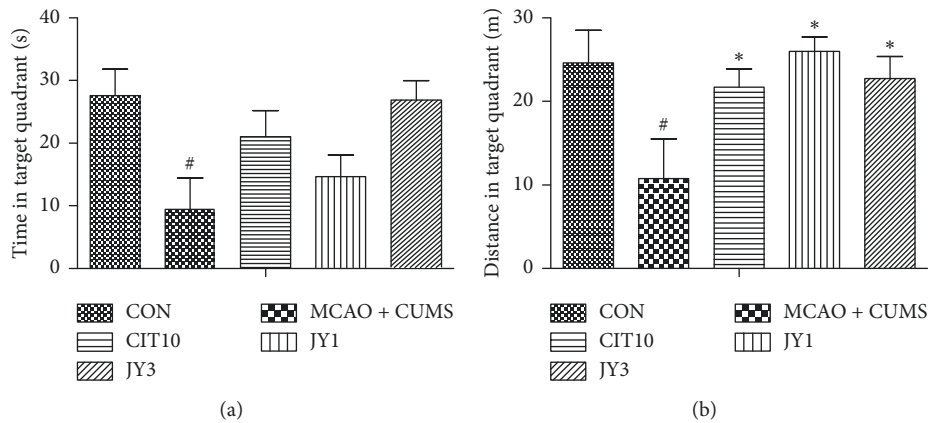 Time in target quadrant (s)
40
30
20
10
0
#
CON
MCAO + CUMS
CIT10
JY1
JY3
(a)
Distance in target quadrant (m)
30
20
10
0
#
*
*
*
CON
MCAO + CUMS
CIT10
JY1
JY3
(b)